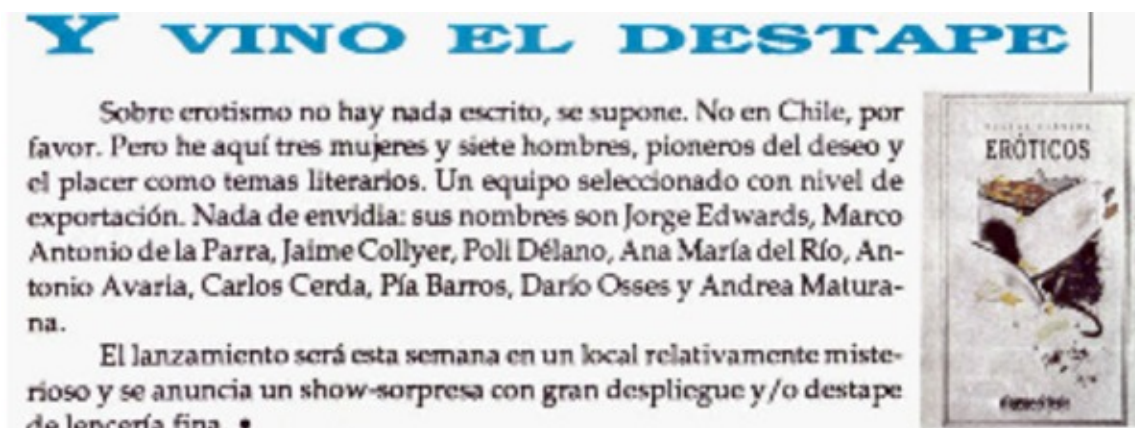 Y VINO EL DESTAPE
Sobre erotismo no hay nada escrito, se supone. No en Chile, por
favor. Pero he aquí tres mujeres y siete hombres, pioneros del deseo y
el placer como temas literarios. Un equipo seleccionado con nivel de
exportación. Nada de envidia: sus nombres son Jorge Edwards, Marco
Antonio de la Parra, Jaime Collyer, Poli Délano, Ana María del Río, An-
tonio Avaria, Carlos Cerda, Pía Barros, Darío Osses y Andrea Matura-
na.
El lanzamiento será esta semana en un local relativamente miste-
rioso y se anuncia un show-sorpresa con gran despliegue y/o destape
de lencería fina. •
ERÓTICOS